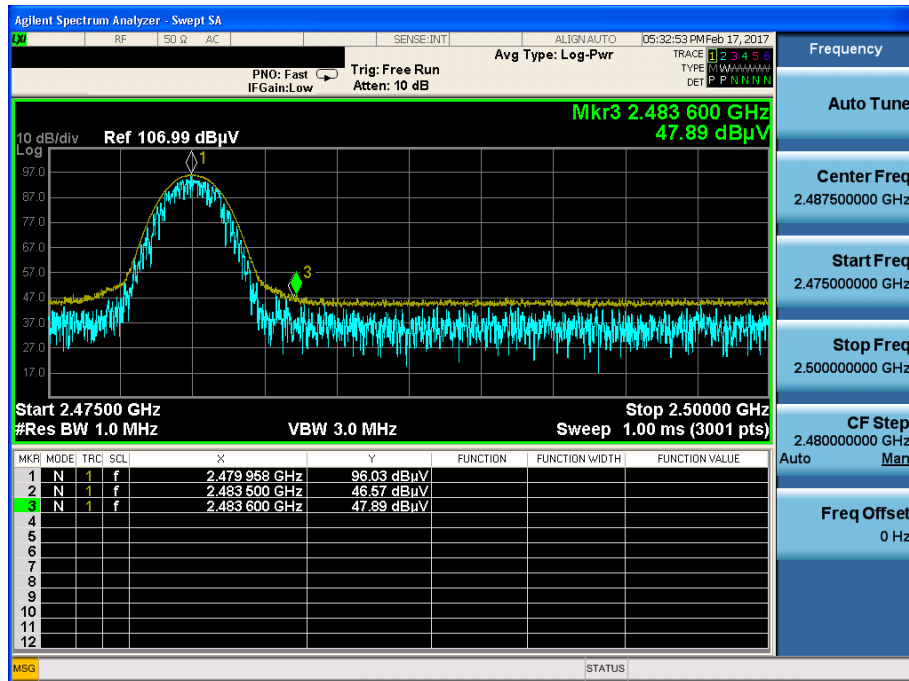 Agilent Spectrum Analyzer - Swept SA
LXI RF 50 Ω AC SENSE:INT ALIGN AUTO 05:32:53 PM Feb 17, 2017
Avg Type: Log-Pwr TRACE 1 2 3 4 5 6
PNO: Fast Trig: Free Run TYPE M W W W W W
IFGain:Low Atten: 10 dB DET P P N N N N
Mkr3 2.483 600 GHz
47.89 dBµV
10 dB/div Ref 106.99 dBµV
Log
1
97.0
87.0
77.0
67.0
57.0
3
47.0
37.0
27.0
17.0
Start 2.47500 GHz Stop 2.50000 GHz
#Res BW 1.0 MHz VBW 3.0 MHz Sweep 1.00 ms (3001 pts)
MKR MODE TRC SCL X Y FUNCTION FUNCTION WIDTH FUNCTION VALUE
1 N 1 f 2.479 958 GHz 96.03 dBµV
2 N 1 f 2.483 500 GHz 46.57 dBµV
3 N 1 f 2.483 600 GHz 47.89 dBµV
4
5
6
7
8
9
10
11
12
MSG STATUS
Frequency
Auto Tune
Center Freq
2.487500000 GHz
Start Freq
2.475000000 GHz
Stop Freq
2.500000000 GHz
CF Step
2.480000000 GHz
Auto Man
Freq Offset
0 Hz